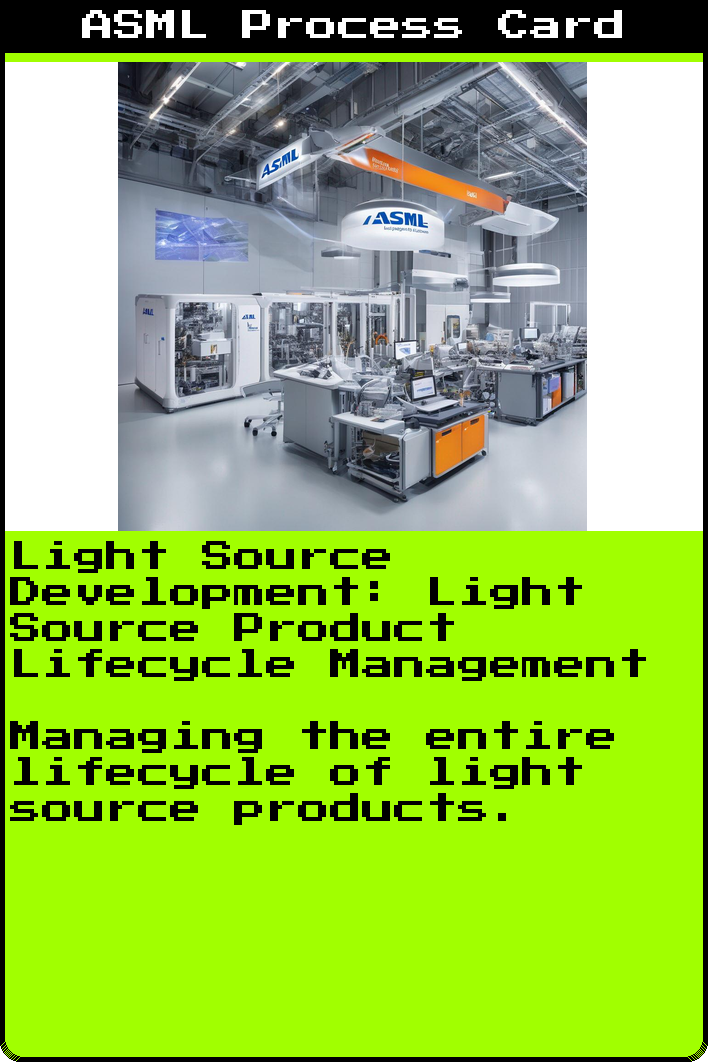 ASML Process Card
ASML
ASML
ASML
Light Source
Development: Light
Source Product
Lifecycle Management
Managing the entire
lifecycle of light
source products.